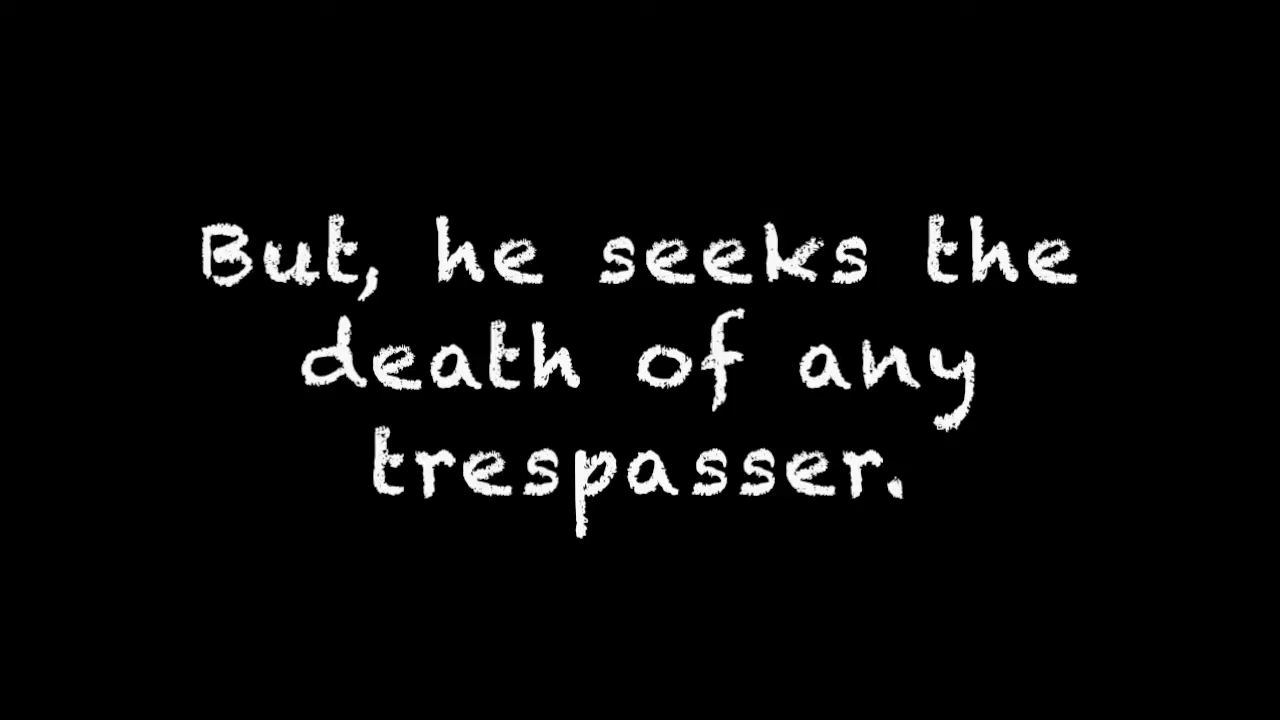 But, he seeks the
death of any
trespasser.